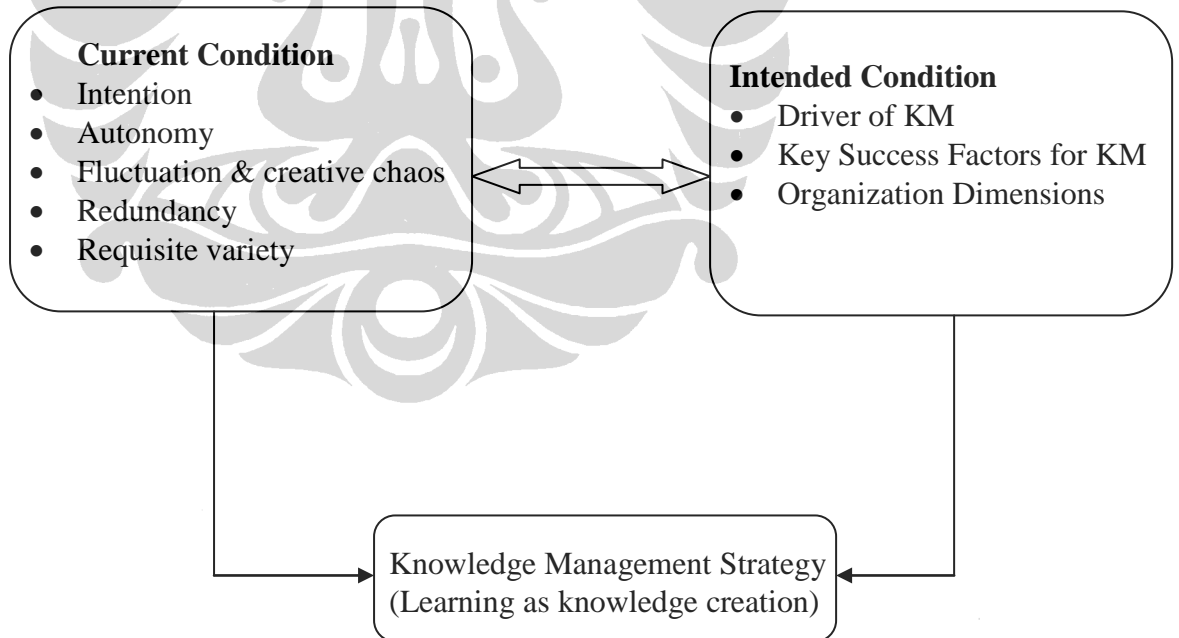 Current Condition
• Intention
• Autonomy
• Fluctuation & creative chaos
• Redundancy
• Requisite variety
Intended Condition
• Driver of KM
• Key Success Factors for KM
• Organization Dimensions
Knowledge Management Strategy
(Learning as knowledge creation)